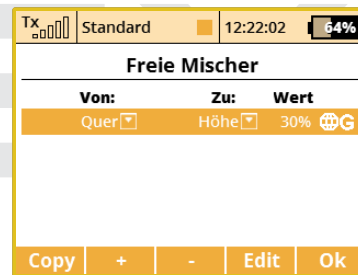 Tx Standard 12:22:02 64%
Freie Mischer
Von: Zu: Wert
Quer Höhe 30% G
Copy + - Edit Ok